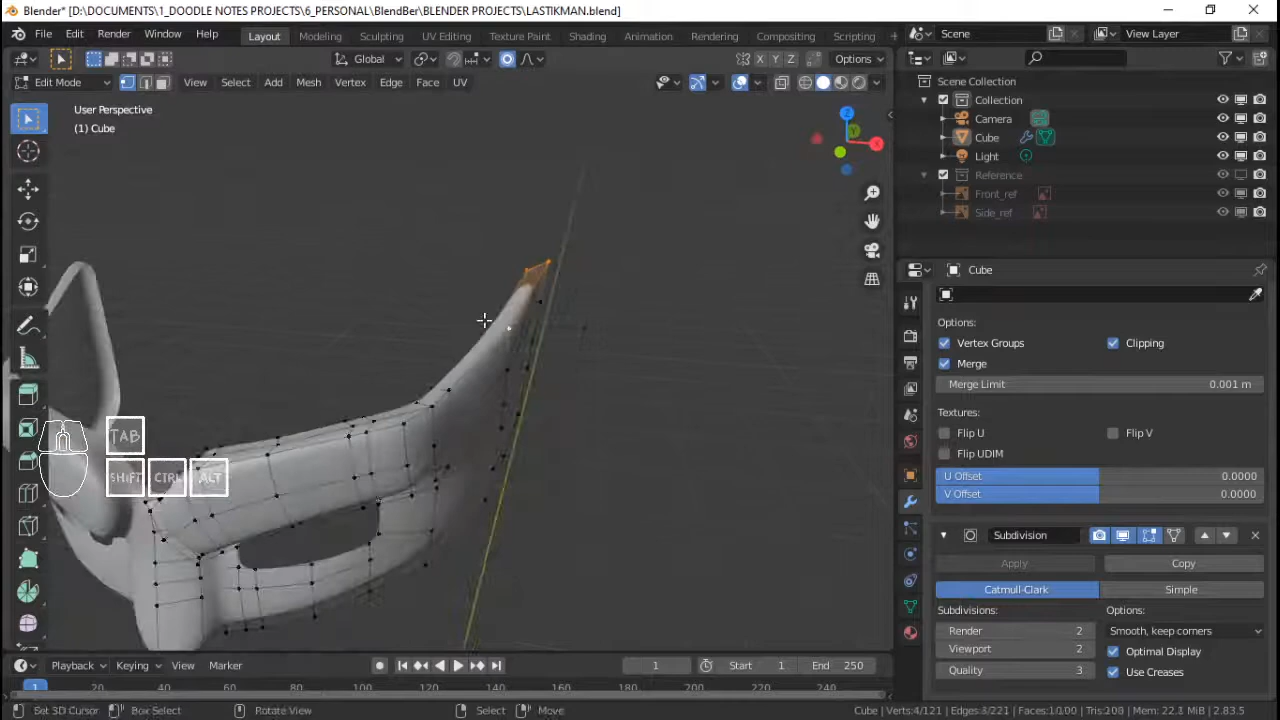 Blender* [D:\DOCUMENTS\1_DOODLE NOTES PROJECTS\6_PERSONAL\BlendBer\BLENDER PROJECTS\LASTIKMAN.blend]
File Edit Render Window Help Layout Modeling Sculpting UV Editing Texture Paint Shading Animation Rendering Compositing Scripting Scene View Layer
Global X Y Z Options
Edit Mode View Select Add Mesh Vertex Edge Face UV
User Perspective
(1) Cube
Z
X
Y
Scene Collection
Collection
Camera
Cube
Light
Reference
Front_ref
Side_ref
Cube
Options:
Vertex Groups Clipping
Merge
Merge Limit 0.001 m
Textures:
Flip U Flip V
Flip UDIM
U Offset 0.0000
V Offset 0.0000
Subdivision
Apply Copy
Catmull-Clark Simple
Subdivisions: Options:
Render 2 Smooth, keep corners
Viewport 2 Optimal Display
Quality 3 Use Creases
TAB
SHIFT CTRL ALT
Playback Keying View Marker 1 Start 1 End 250
1 20 40 60 80 100 120 140 160 180 200 220 240
Set 3D Cursor Box Select Rotate View Select Move Cube | Verts:4/121 | Edges:3/221 | Faces:1/100 | Tris:200 | Mem: 22.8 MiB | 2.83.5